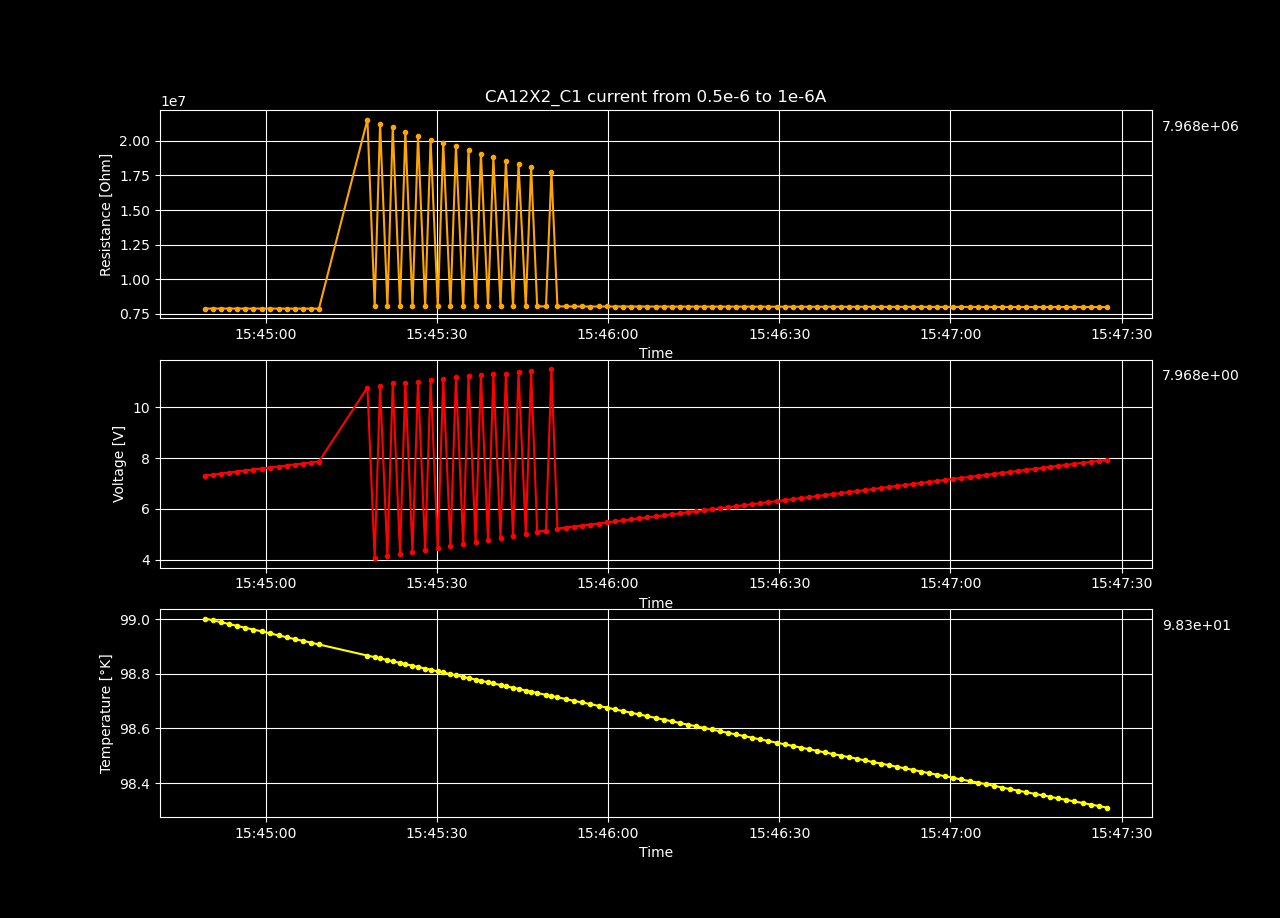 CA12X2_C1 current from 0.5e-6 to 1e-6A
1e7
7.968e+06
2.00
1.75
1.50
1.25
1.00
0.75
Resistance [Ohm]
15:45:00 15:45:30 15:46:00 15:46:30 15:47:00 15:47:30
Time
7.968e+00
10
8
6
4
Voltage [V]
15:45:00 15:45:30 15:46:00 15:46:30 15:47:00 15:47:30
Time
9.83e+01
99.0
98.8
98.6
98.4
Temperature [°K]
15:45:00 15:45:30 15:46:00 15:46:30 15:47:00 15:47:30
Time